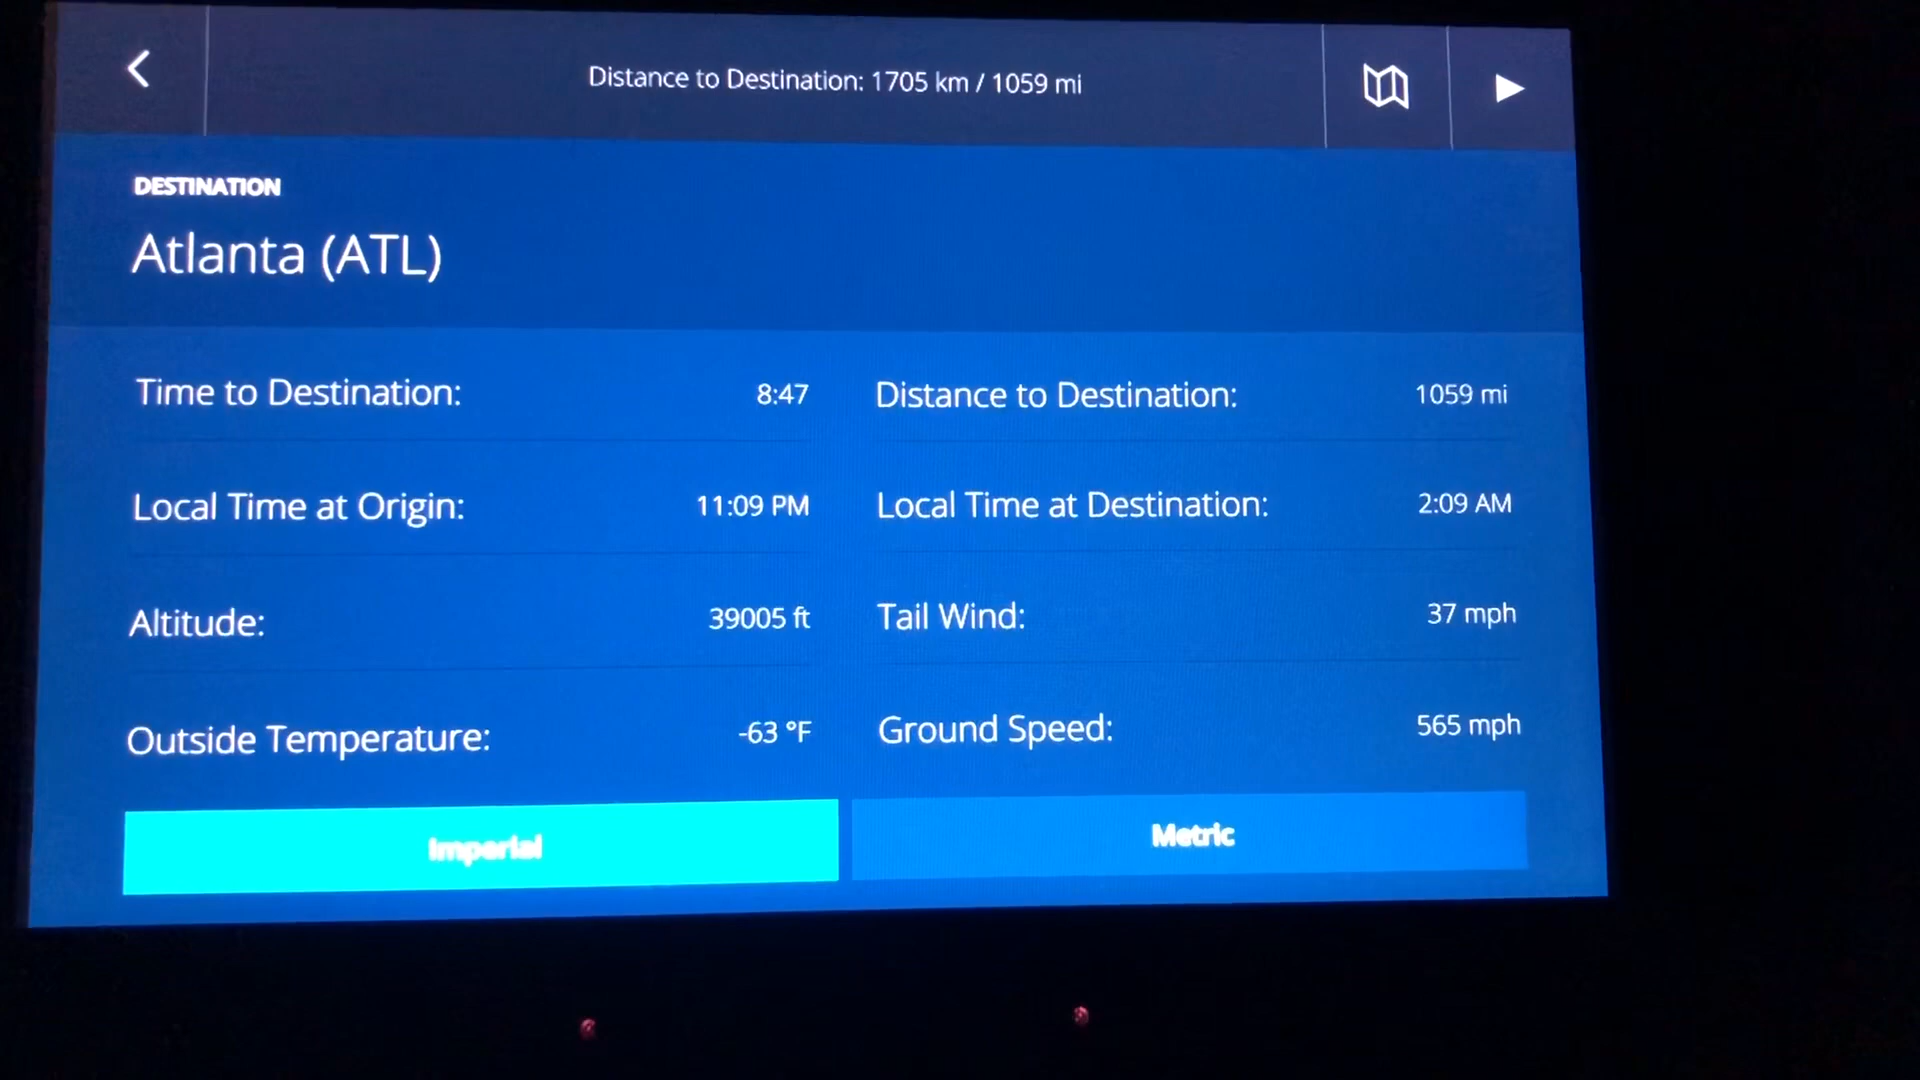 Distance to Destination: 1705 km / 1059 mi
DESTINATION
Atlanta (ATL)
Time to Destination: 8:47
Distance to Destination: 1059 mi
Local Time at Origin: 11:09 PM
Local Time at Destination: 2:09 AM
Altitude: 39005 ft
Tail Wind: 37 mph
Outside Temperature: -63 °F
Ground Speed: 565 mph
Imperial
Metric